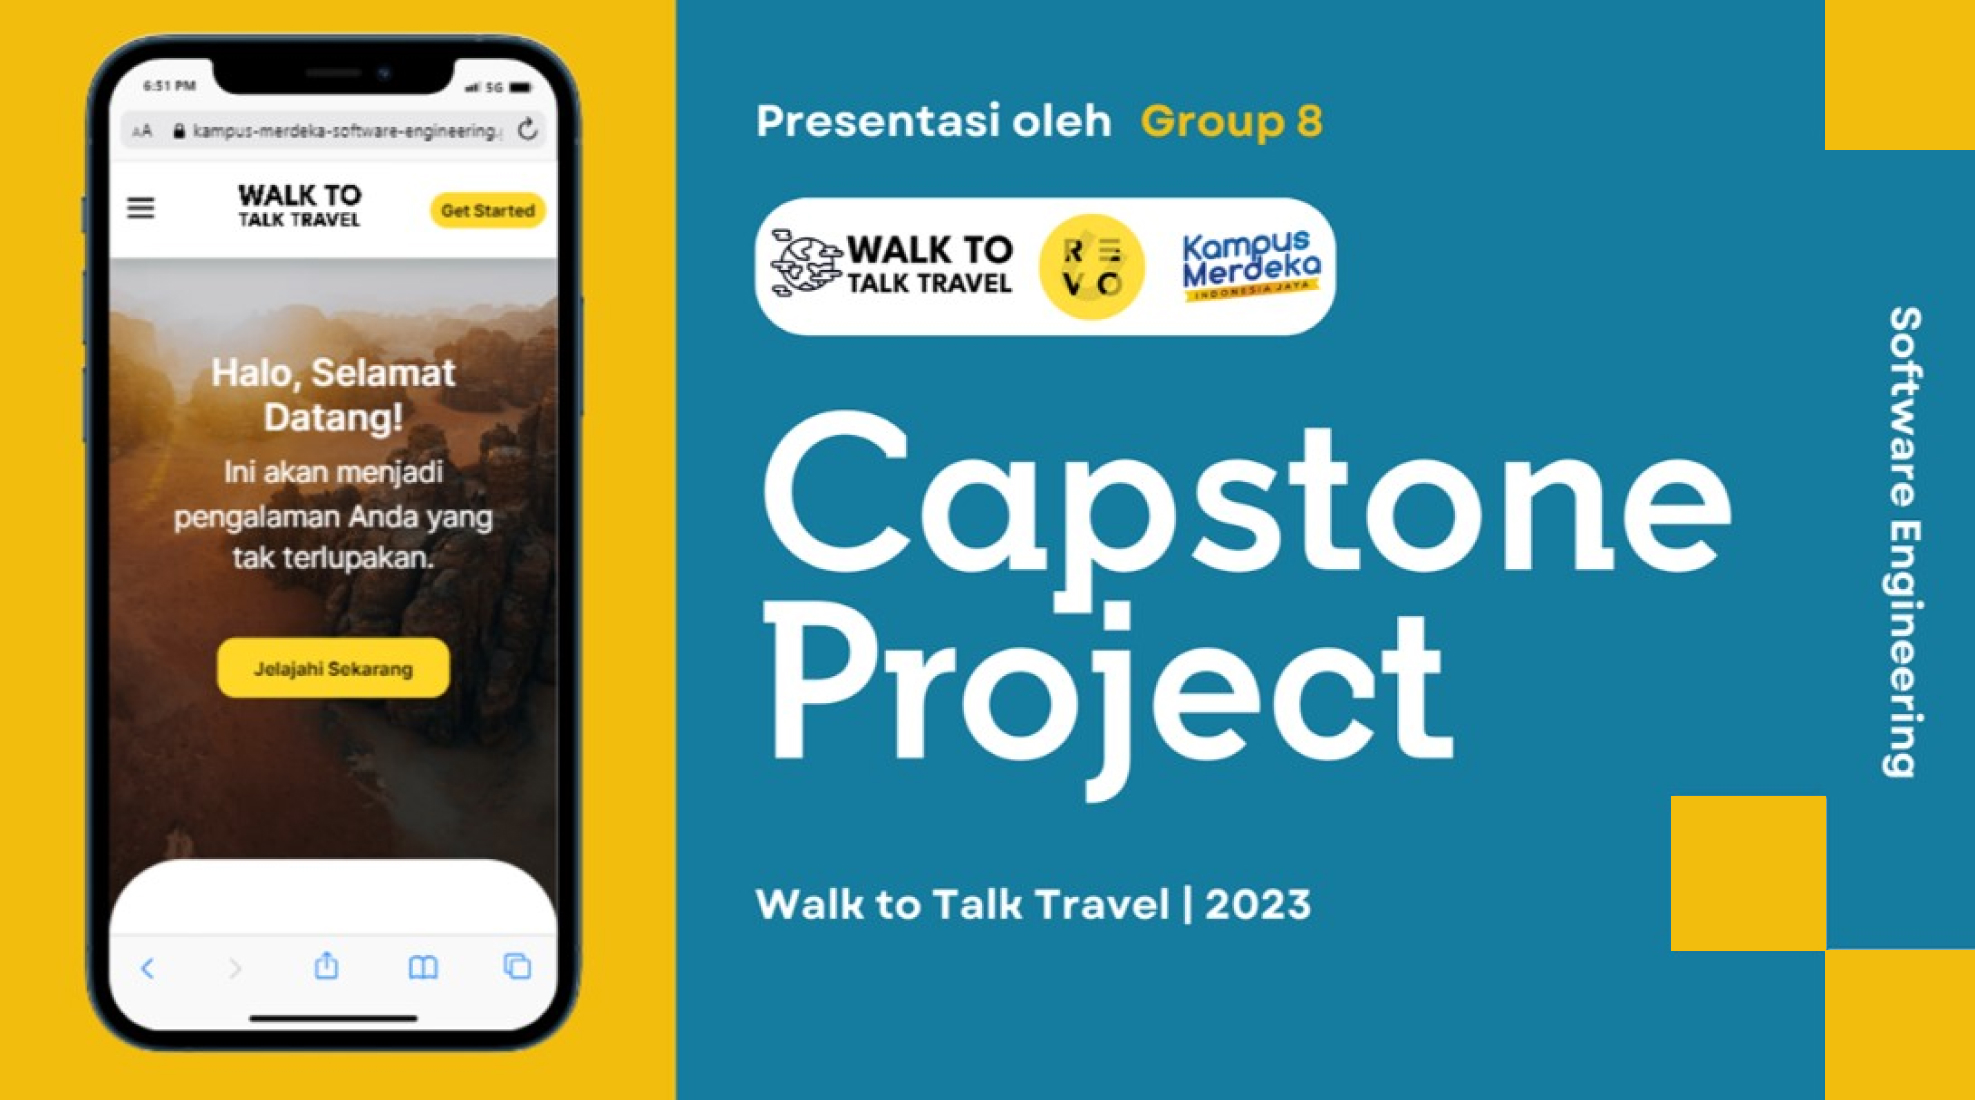 6:51 PM
5G
AA kampus-merdeka-software-engineering.
WALK TO
TALK TRAVEL
Get Started
Halo, Selamat
Datang!
Ini akan menjadi
pengalaman Anda yang
tak terlupakan.
Jelajahi Sekarang
Presentasi oleh Group 8
WALK TO
TALK TRAVEL
RE
VO
Kampus
Merdeka
INDONESIA JAYA
Capstone
Project
Walk to Talk Travel | 2023
Software Engineering